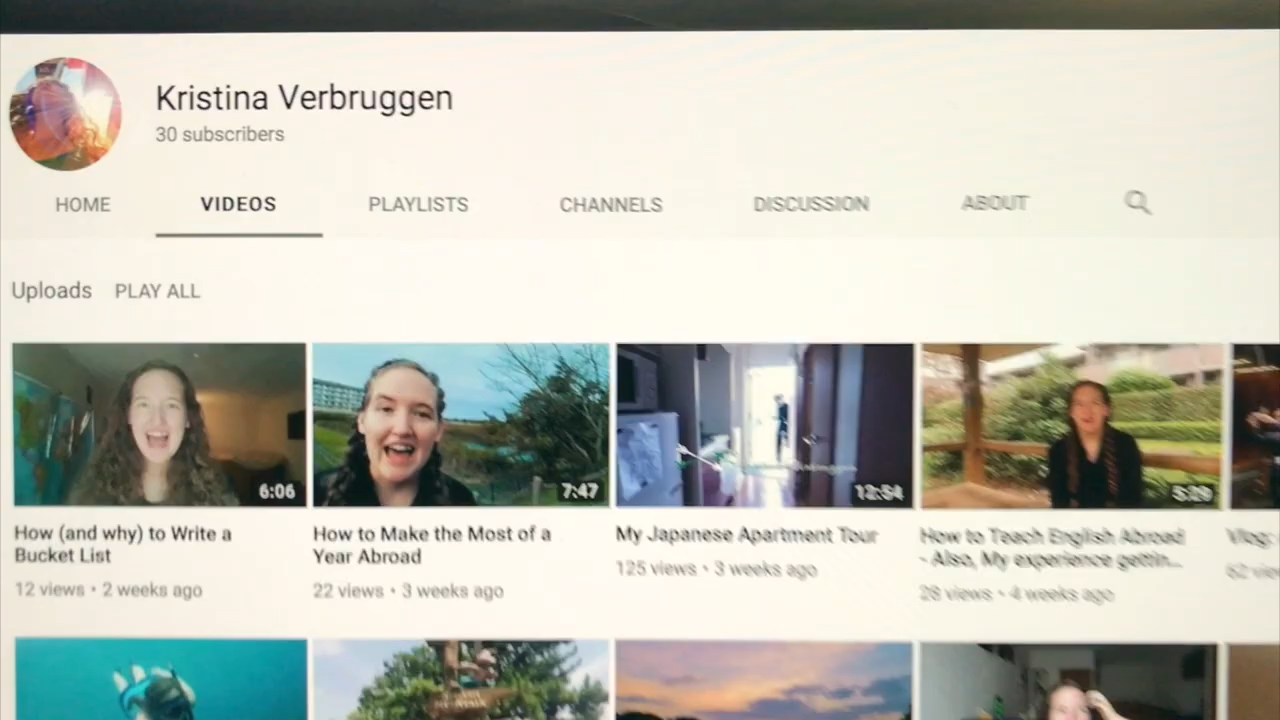 Kristina Verbruggen
30 subscribers
HOME
VIDEOS
PLAYLISTS
CHANNELS
DISCUSSION
ABOUT
Uploads PLAY ALL
6:06
7:47
12:54
5:29
How (and why) to Write a
Bucket List
12 views • 2 weeks ago
How to Make the Most of a
Year Abroad
22 views • 3 weeks ago
My Japanese Apartment Tour
125 views • 3 weeks ago
How to Teach English Abroad
- Also, My experience gettin...
28 views • 4 weeks ago
Vlog: